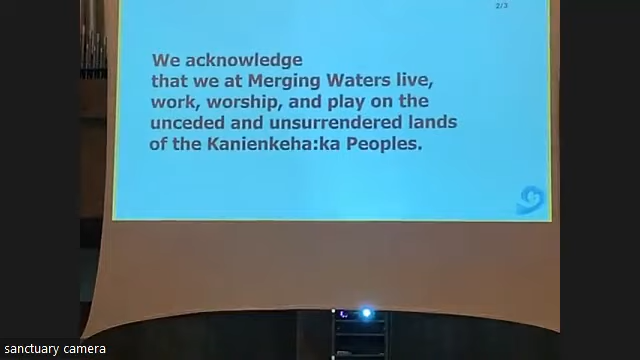 2/3
We acknowledge
that we at Merging Waters live,
work, worship, and play on the
unceded and unsurrendered lands
of the Kanienkeha:ka Peoples.
sanctuary camera